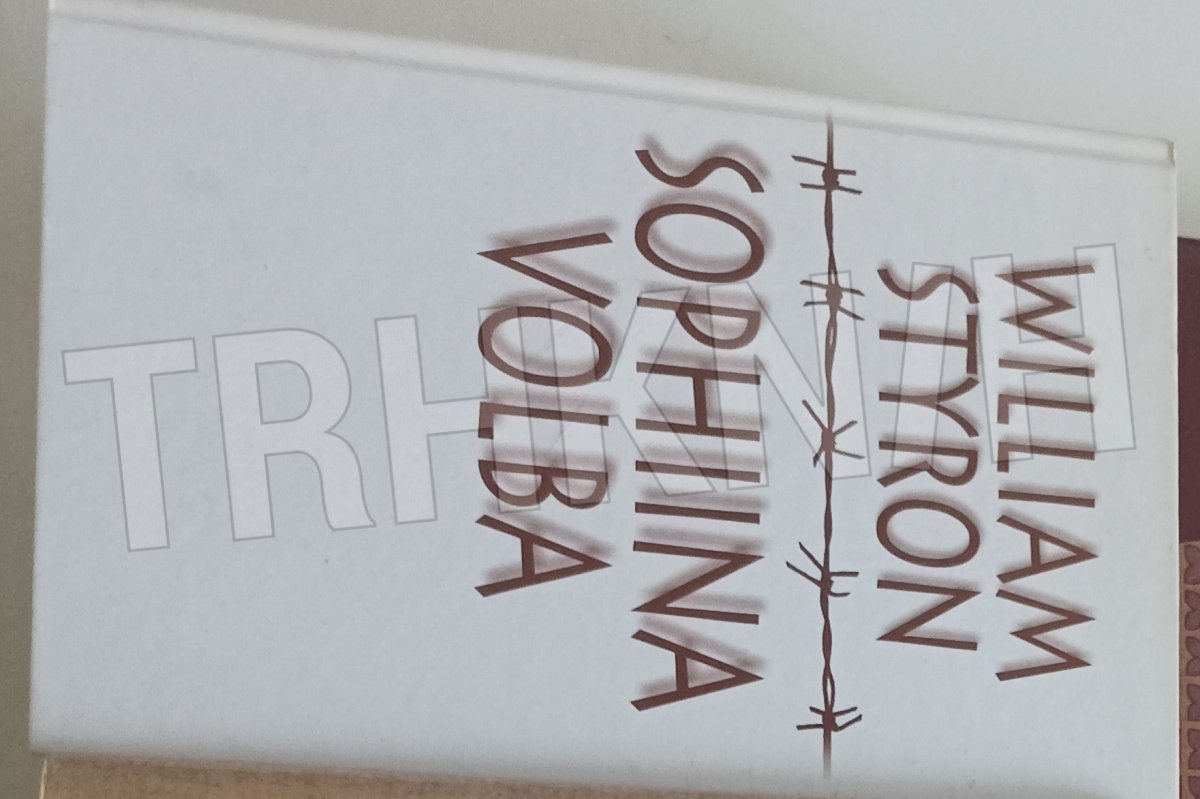 WILLIAM
STYRON
SOPHIINA
VOLBA
TRHKNIH